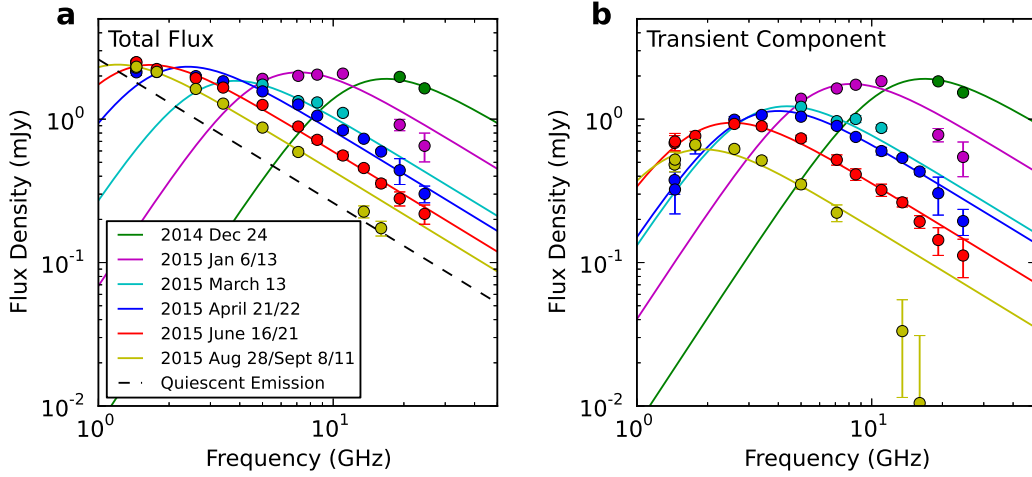 a
Total Flux
Flux Density (mJy)
10^0
10^-1
10^-2
2014 Dec 24
2015 Jan 6/13
2015 March 13
2015 April 21/22
2015 June 16/21
2015 Aug 28/Sept 8/11
Quiescent Emission
10^0
10^1
Frequency (GHz)
b
Transient Component
Flux Density (mJy)
10^0
10^-1
10^-2
10^0
10^1
Frequency (GHz)